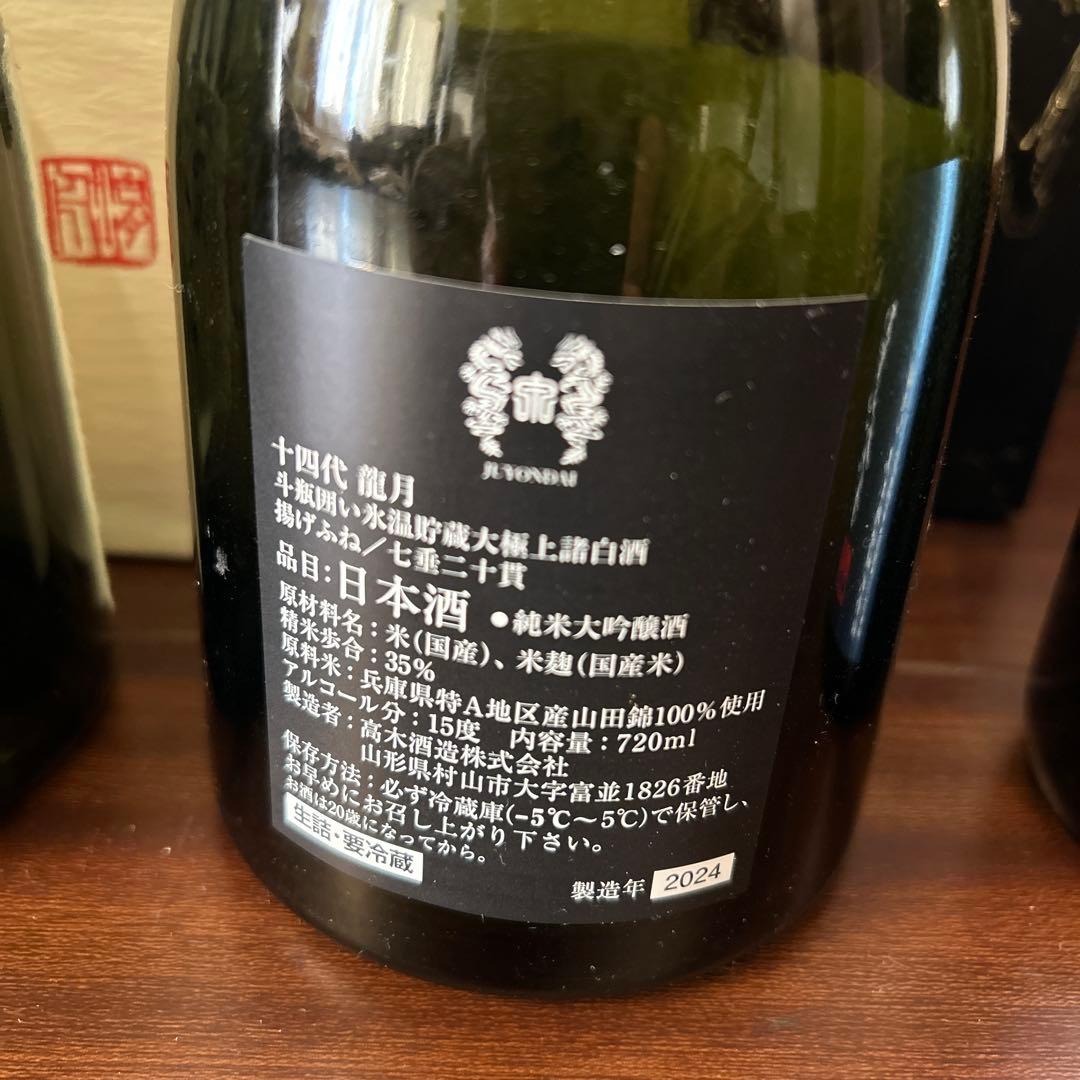 宗
JUYONDAI
十四代 龍月
斗瓶囲い氷温貯蔵大極上諸白酒
揚げふね／七垂二十貫
品目：日本酒 ●純米大吟醸酒
原材料名：米（国産）、米麹（国産米）
精米歩合：35%
原料米：兵庫県特A地区産山田錦100%使用
アルコール分：15度 内容量：720ml
製造者：高木酒造株式会社
山形県村山市大字富並1826番地
保存方法：必ず冷蔵庫(-5℃～5℃)で保管し、
お早めにお召し上がり下さい。
お酒は20歳になってから。
生詰・要冷蔵
製造年 2024